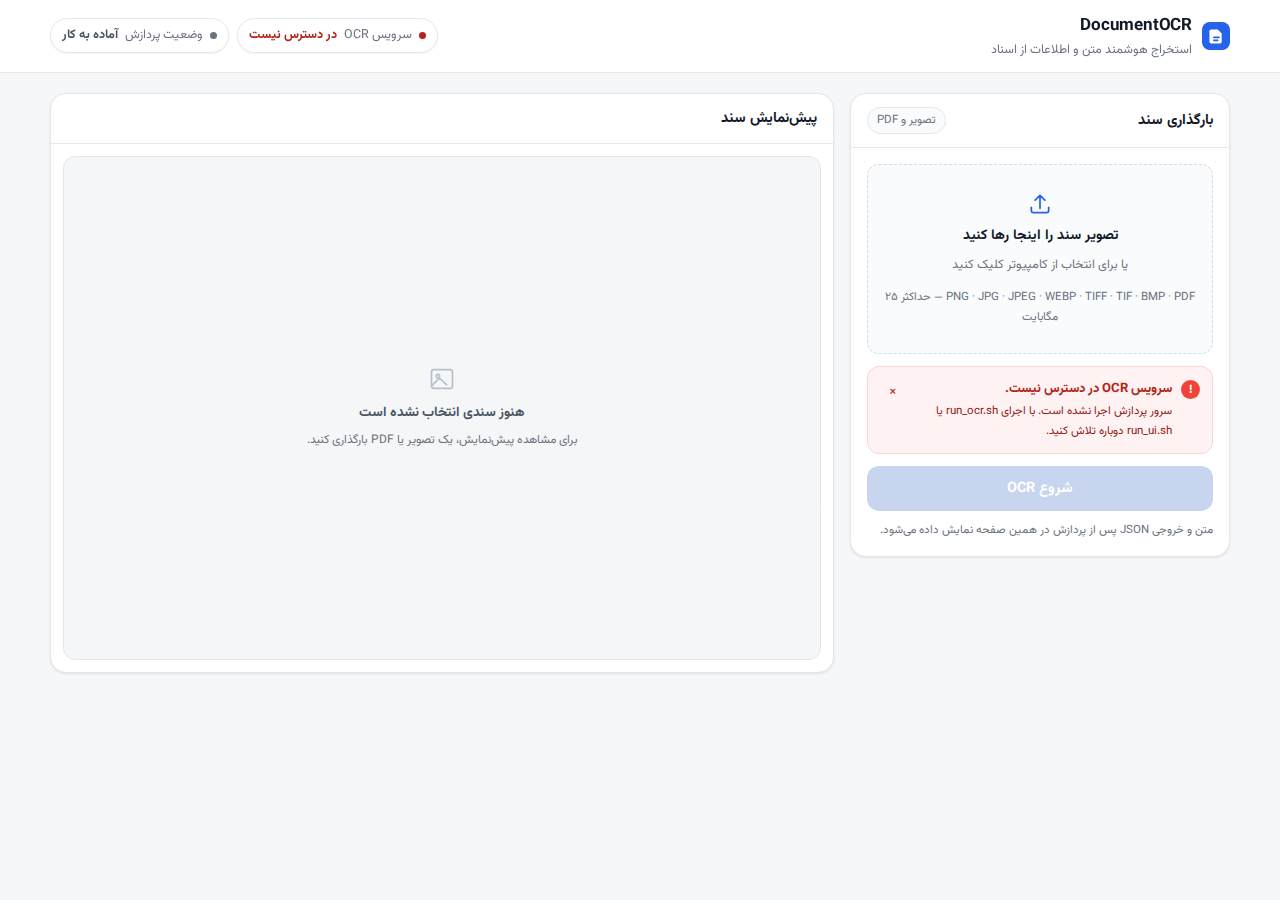 DocumentOCR
استخراج هوشمند متن و اطلاعات از اسناد
سرویس OCR در دسترس نیست
وضعیت پردازش آماده به کار
بارگذاری سند
تصویر و PDF
تصویر سند را اینجا رها کنید
یا برای انتخاب از کامپیوتر کلیک کنید
PNG · JPG · JPEG · WEBP · TIFF · TIF · BMP · PDF — حداکثر ۲۵
مگابایت
!
سرویس OCR در دسترس نیست.
×
سرور پردازش اجرا نشده است. با اجرای run_ocr.sh یا
run_ui.sh دوباره تلاش کنید.
شروع OCR
متن و خروجی JSON پس از پردازش در همین صفحه نمایش داده می‌شود.
پیش‌نمایش سند
هنوز سندی انتخاب نشده است
برای مشاهده پیش‌نمایش، یک تصویر یا PDF بارگذاری کنید.